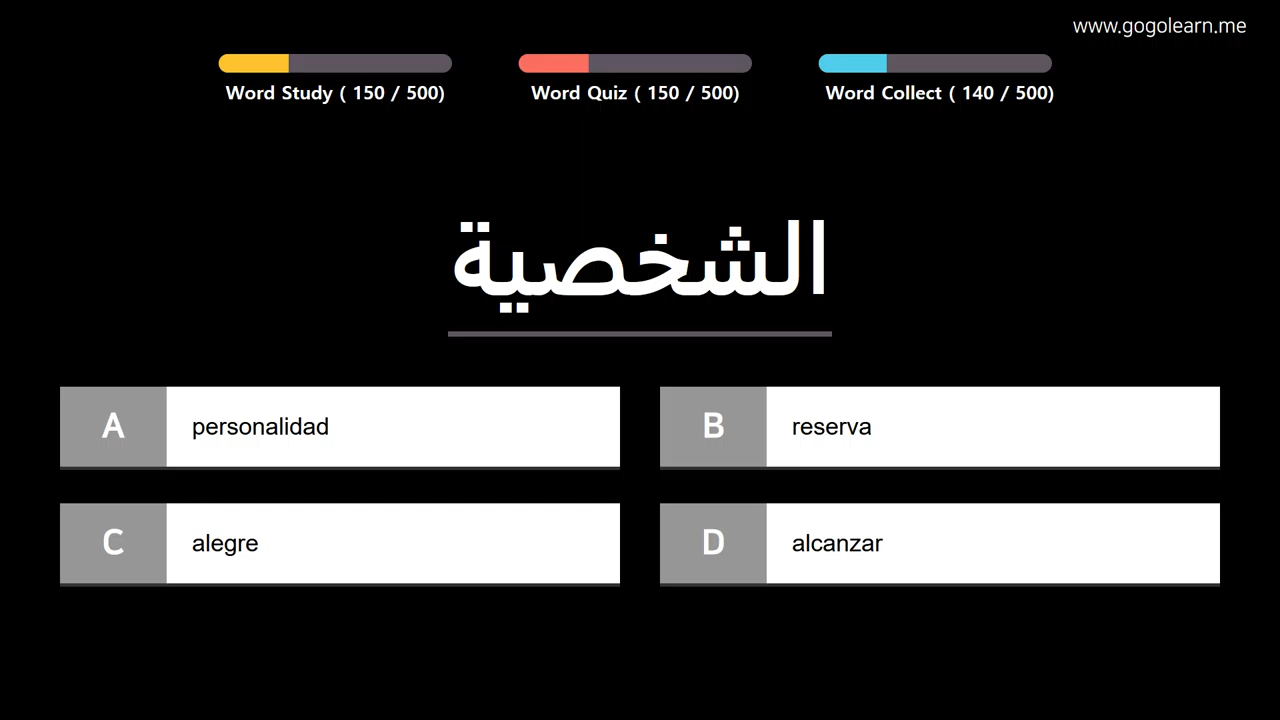 www.gogolearn.me
Word Study ( 150 / 500)
Word Quiz ( 150 / 500)
Word Collect ( 140 / 500)
الشخصية
A personalidad
B reserva
C alegre
D alcanzar